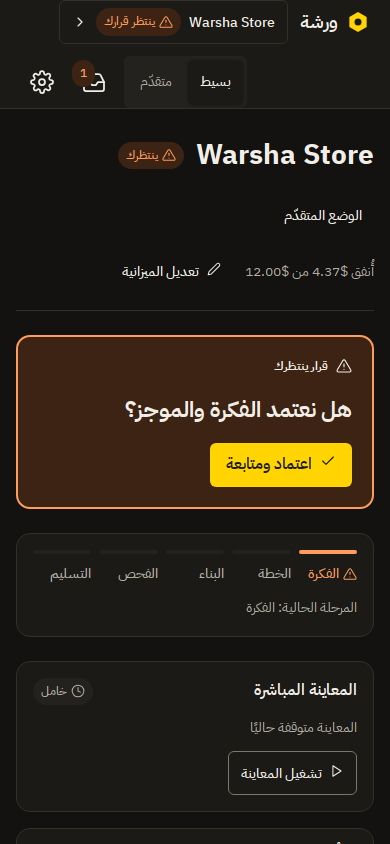 ورشة
Warsha Store
ينتظر قرارك
بسيط
متقدّم
1
Warsha Store
ينتظرك
الوضع المتقدّم
أُنفق $4.37 من $12.00
تعديل الميزانية
قرار ينتظرك
هل نعتمد الفكرة والموجز؟
اعتماد ومتابعة
الفكرة
الخطة
البناء
الفحص
التسليم
المرحلة الحالية: الفكرة
المعاينة المباشرة
خامل
المعاينة متوقفة حاليًا
تشغيل المعاينة